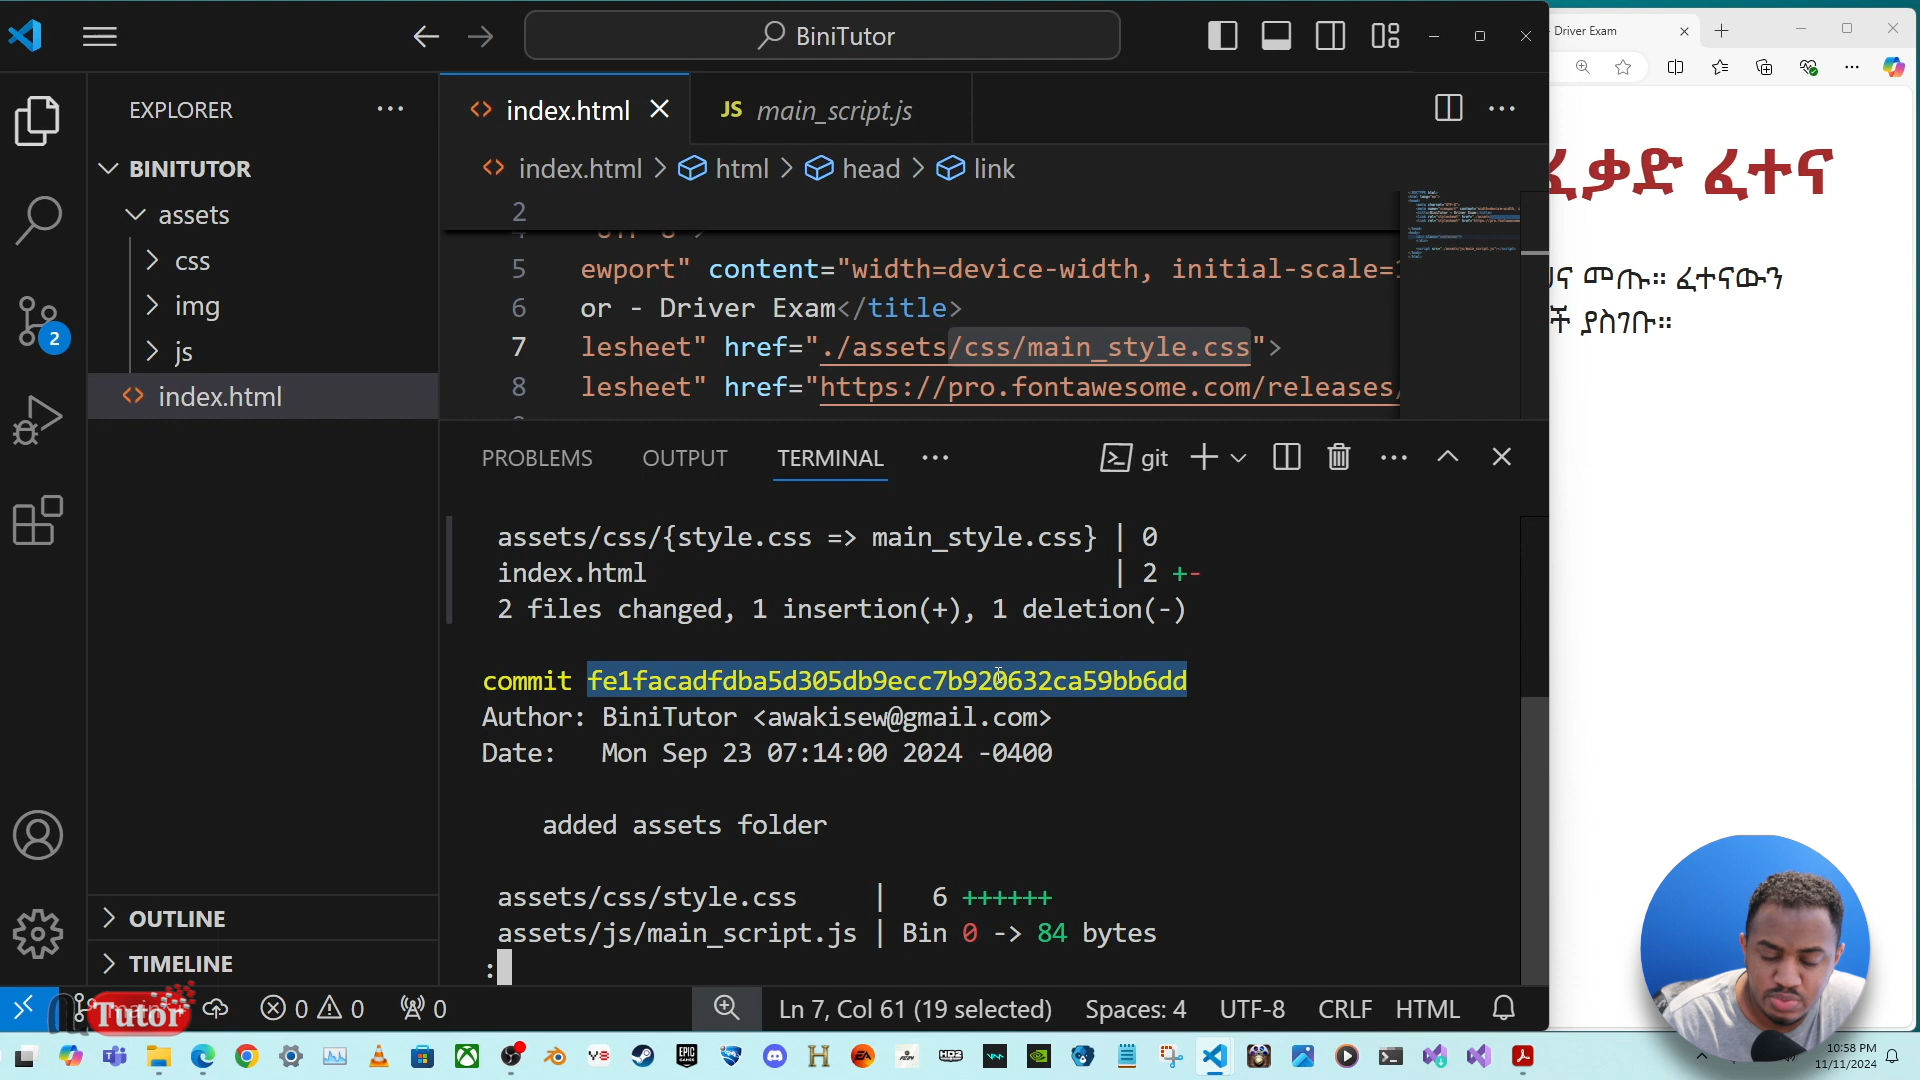 BiniTutor
Driver Exam
EXPLORER
BINITUTOR
assets
css
img
js
index.html
2
OUTLINE
TIMELINE
index.html
JS main_script.js
index.html > html > head > link
2
5 ewport" content="width=device-width, initial-scale=
6 or - Driver Exam</title>
7 lesheet" href="./assets/css/main_style.css">
8 lesheet" href="https://pro.fontawesome.com/releases/
PROBLEMS OUTPUT TERMINAL
git
assets/css/{style.css => main_style.css} | 0
index.html | 2 +-
2 files changed, 1 insertion(+), 1 deletion(-)
commit fe1facadfdba5d305db9ecc7b920632ca59bb6dd
Author: BiniTutor <awakisew@gmail.com>
Date: Mon Sep 23 07:14:00 2024 -0400
added assets folder
assets/css/style.css | 6 ++++++
assets/js/main_script.js | Bin 0 -> 84 bytes
:
ፈቃድ ፈተና
መጡ። ፈተናውን
ያስገቡ።
Tutor
0 0 0
Ln 7, Col 61 (19 selected) Spaces: 4 UTF-8 CRLF HTML
10:58 PM
11/11/2024